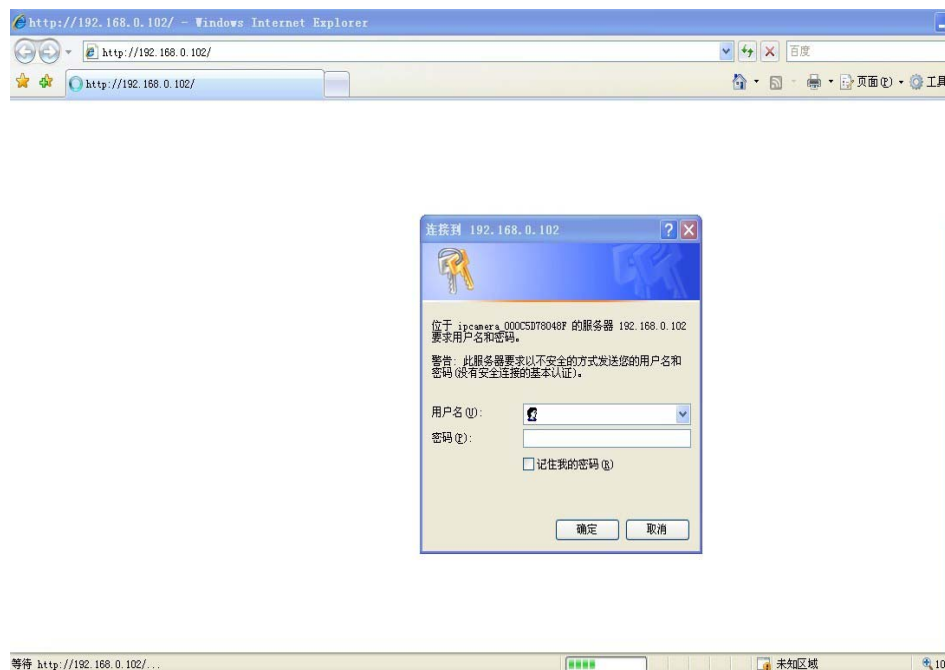 http://192.168.0.102/ - Windows Internet Explorer
http://192.168.0.102/
百度
http://192.168.0.102/
页面(P)
工具
连接到 192.168.0.102
位于 ipcamera_000C5D78048F 的服务器 192.168.0.102
要求用户名和密码。
警告: 此服务器要求以不安全的方式发送您的用户名和
密码(没有安全连接的基本认证)。
用户名(U):
密码(P):
记住我的密码(R)
确定
取消
等待 http://192.168.0.102/...
未知区域
10